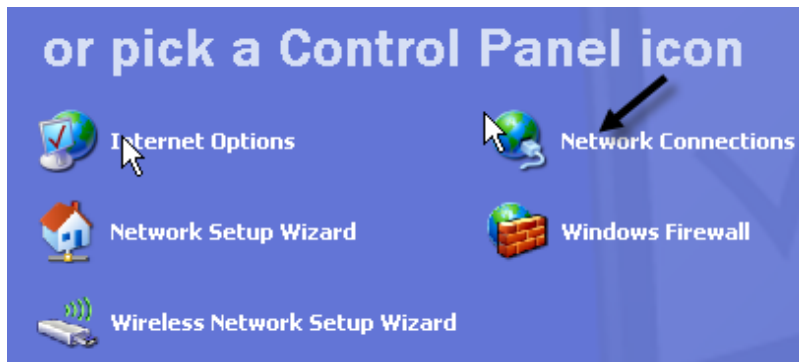 or pick a Control Panel icon
Internet Options
Network Connections
Network Setup Wizard
Windows Firewall
Wireless Network Setup Wizard